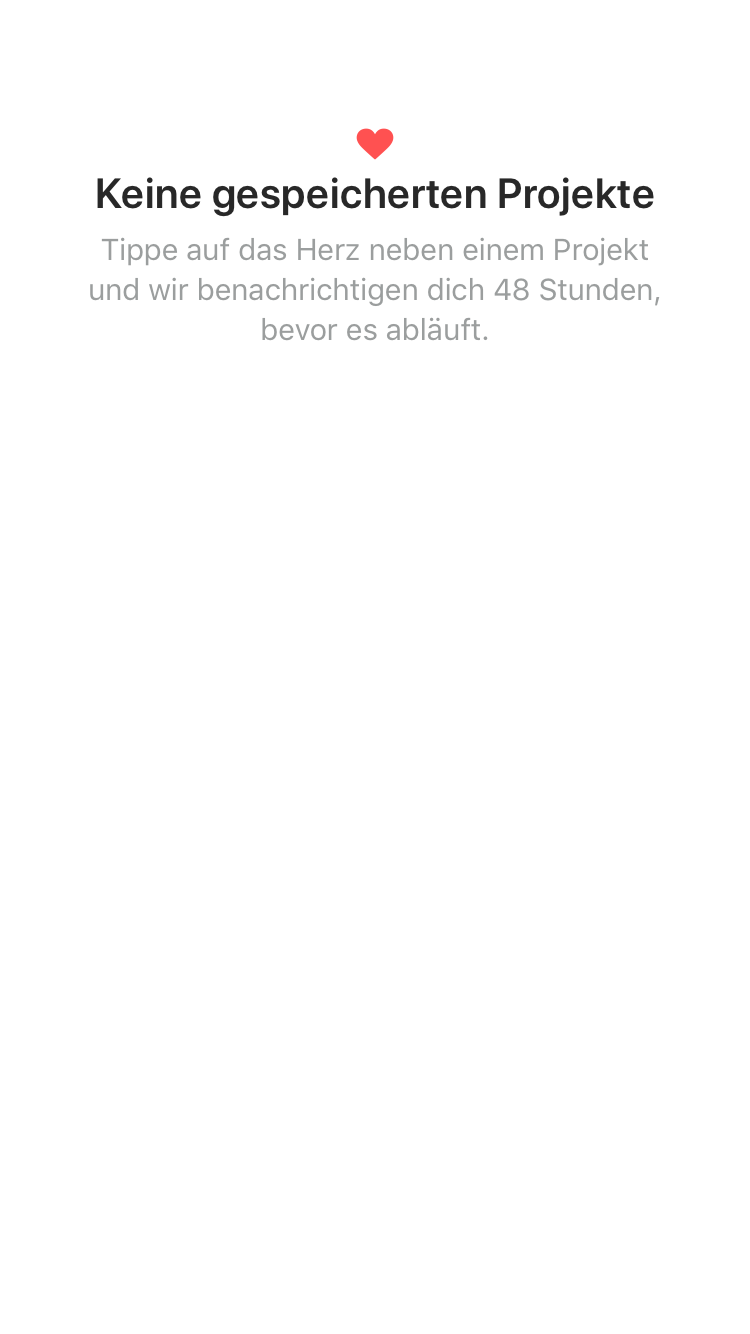 Keine gespeicherten Projekte
Tippe auf das Herz neben einem Projekt
und wir benachrichtigen dich 48 Stunden,
bevor es abläuft.